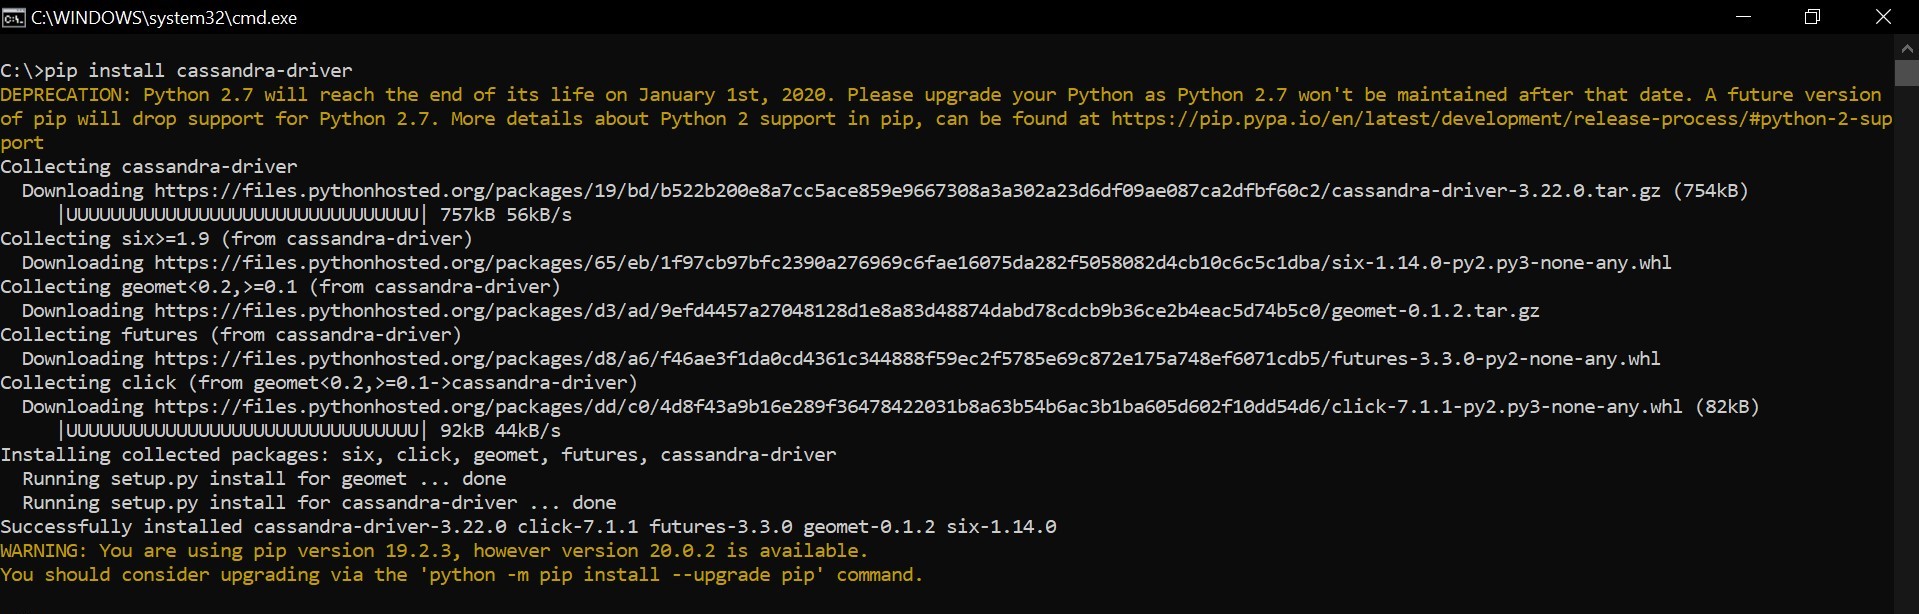 C:\WINDOWS\system32\cmd.exe
C:\>pip install cassandra-driver
DEPRECATION: Python 2.7 will reach the end of its life on January 1st, 2020. Please upgrade your Python as Python 2.7 won't be maintained after that date. A future version
of pip will drop support for Python 2.7. More details about Python 2 support in pip, can be found at https://pip.pypa.io/en/latest/development/release-process/#python-2-sup
port
Collecting cassandra-driver
  Downloading https://files.pythonhosted.org/packages/19/bd/b522b200e8a7cc5ace859e9667308a3a302a23d6df09ae087ca2dfbf60c2/cassandra-driver-3.22.0.tar.gz (754kB)
     |UUUUUUUUUUUUUUUUUUUUUUUUUUUUUUUU| 757kB 56kB/s
Collecting six>=1.9 (from cassandra-driver)
  Downloading https://files.pythonhosted.org/packages/65/eb/1f97cb97bfc2390a276969c6fae16075da282f5058082d4cb10c6c5c1dba/six-1.14.0-py2.py3-none-any.whl
Collecting geomet<0.2,>=0.1 (from cassandra-driver)
  Downloading https://files.pythonhosted.org/packages/d3/ad/9efd4457a27048128d1e8a83d48874dabd78cdcb9b36ce2b4eac5d74b5c0/geomet-0.1.2.tar.gz
Collecting futures (from cassandra-driver)
  Downloading https://files.pythonhosted.org/packages/d8/a6/f46ae3f1da0cd4361c344888f59ec2f5785e69c872e175a748ef6071cdb5/futures-3.3.0-py2-none-any.whl
Collecting click (from geomet<0.2,>=0.1->cassandra-driver)
  Downloading https://files.pythonhosted.org/packages/dd/c0/4d8f43a9b16e289f36478422031b8a63b54b6ac3b1ba605d602f10dd54d6/click-7.1.1-py2.py3-none-any.whl (82kB)
     |UUUUUUUUUUUUUUUUUUUUUUUUUUUUUUUU| 92kB 44kB/s
Installing collected packages: six, click, geomet, futures, cassandra-driver
  Running setup.py install for geomet ... done
  Running setup.py install for cassandra-driver ... done
Successfully installed cassandra-driver-3.22.0 click-7.1.1 futures-3.3.0 geomet-0.1.2 six-1.14.0
WARNING: You are using pip version 19.2.3, however version 20.0.2 is available.
You should consider upgrading via the 'python -m pip install --upgrade pip' command.